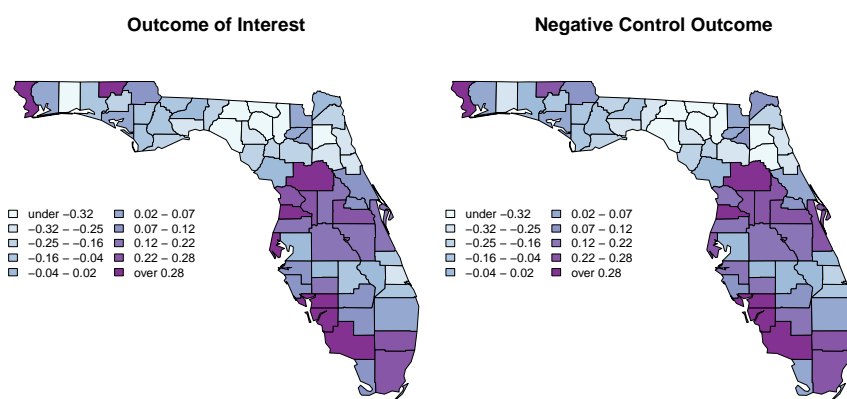 Outcome of Interest
under −0.32
−0.32 − −0.25
−0.25 − −0.16
−0.16 − −0.04
−0.04 − 0.02
0.02 − 0.07
0.07 − 0.12
0.12 − 0.22
0.22 − 0.28
over 0.28
Negative Control Outcome
under −0.32
−0.32 − −0.25
−0.25 − −0.16
−0.16 − −0.04
−0.04 − 0.02
0.02 − 0.07
0.07 − 0.12
0.12 − 0.22
0.22 − 0.28
over 0.28